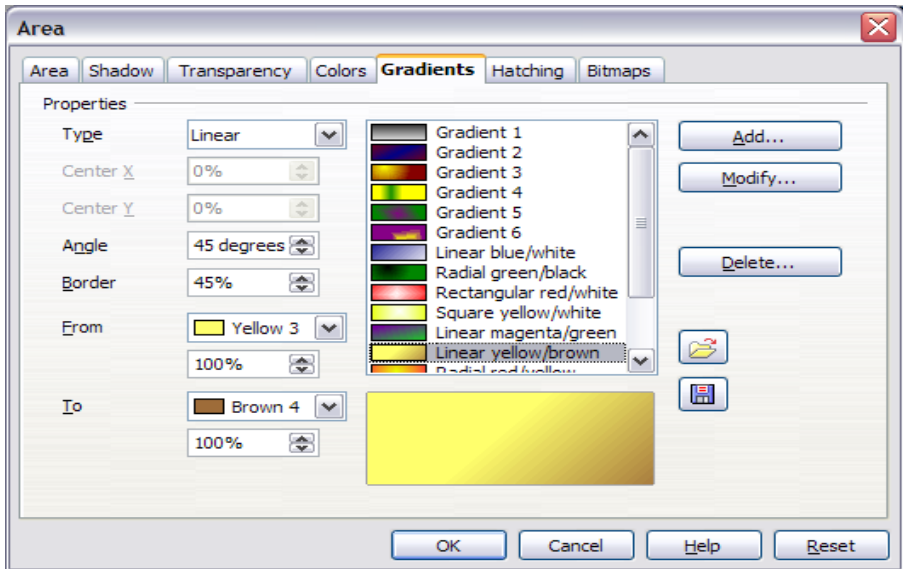 Area
Area Shadow Transparency Colors Gradients Hatching Bitmaps
Properties
Type Linear
Center X 0%
Center Y 0%
Angle 45 degrees
Border 45%
From Yellow 3
100%
To Brown 4
100%
Gradient 1
Gradient 2
Gradient 3
Gradient 4
Gradient 5
Gradient 6
Linear blue/white
Radial green/black
Rectangular red/white
Square yellow/white
Linear magenta/green
Linear yellow/brown
Radial red/yellow
Add...
Modify...
Delete...
OK Cancel Help Reset